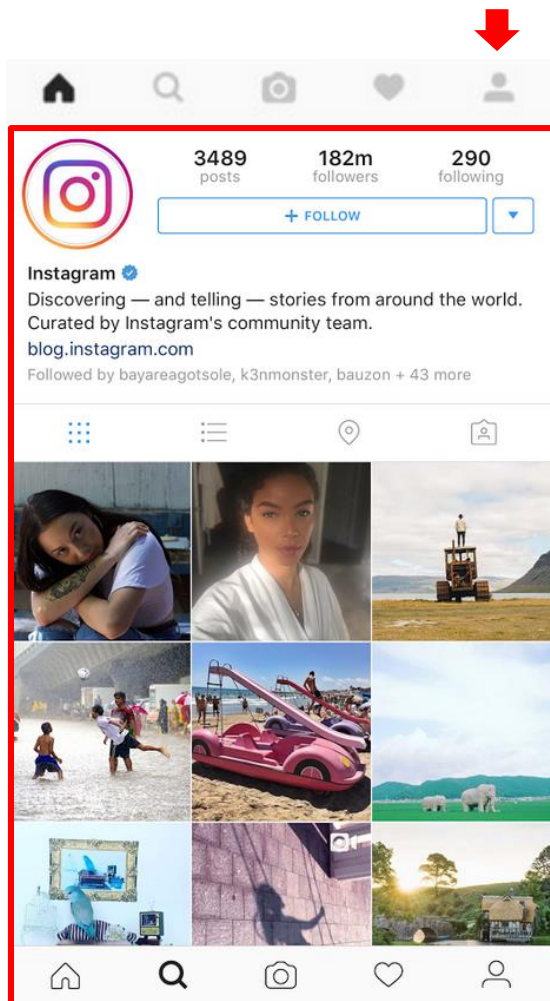 3489 182m 290
posts followers following
+ FOLLOW
Instagram
Discovering — and telling — stories from around the world.
Curated by Instagram's community team.
blog.instagram.com
Followed by bayareagotsole, k3nmonster, bauzon + 43 more